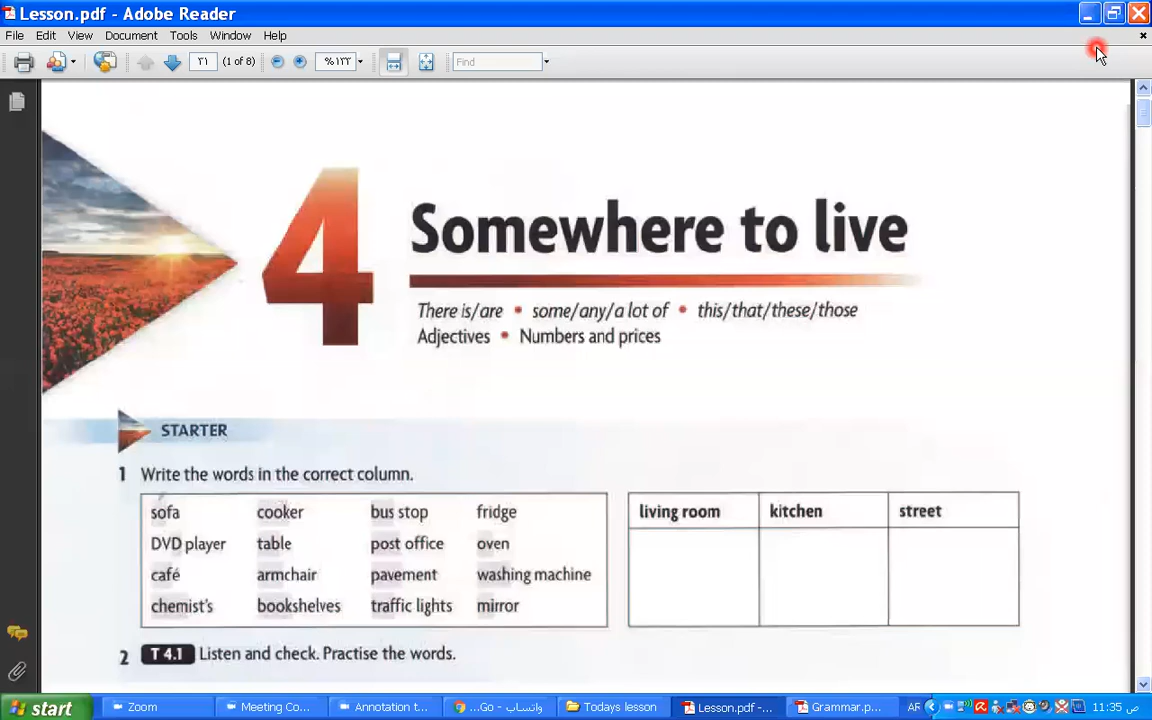 Lesson.pdf - Adobe Reader
File Edit View Document Tools Window Help
٣١ (1 of 8) %١٢٢ Find
4
Somewhere to live
There is/are • some/any/a lot of • this/that/these/those
Adjectives • Numbers and prices
STARTER
1 Write the words in the correct column.
sofa cooker bus stop fridge
DVD player table post office oven
café armchair pavement washing machine
chemist's bookshelves traffic lights mirror
living room kitchen street
2 T 4.1 Listen and check. Practise the words.
start Zoom Meeting Co... Annotation t... ...Go - واتساب Todays lesson Lesson.pdf -... Grammar.p... AR 11:35 ص